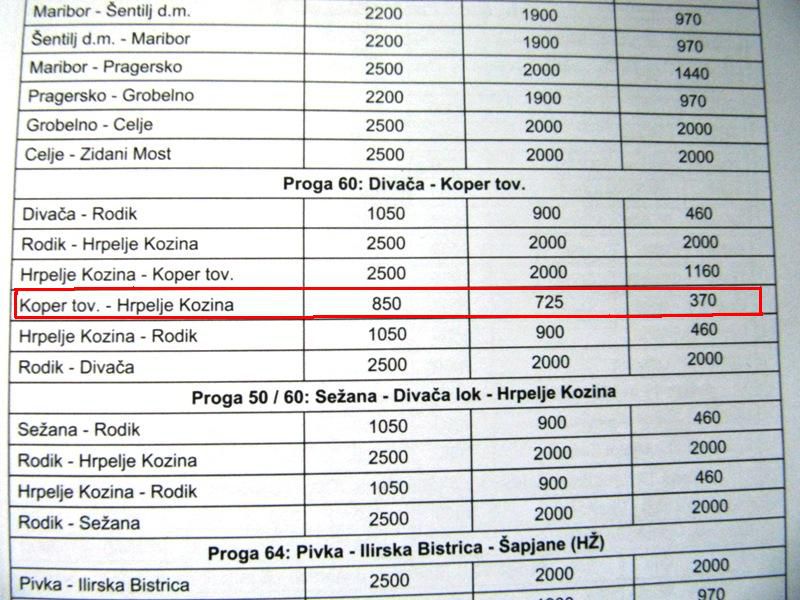 Maribor - Šentilj d.m. 2200 1900 970
Šentilj d.m. - Maribor 2200 1900 970
Maribor - Pragersko 2500 2000 1440
Pragersko - Grobelno 2200 1900 970
Grobelno - Celje 2500 2000 2000
Celje - Zidani Most 2500 2000 2000
Proga 60: Divača - Koper tov.
Divača - Rodik 1050 900 460
Rodik - Hrpelje Kozina 2500 2000 2000
Hrpelje Kozina - Koper tov. 2500 2000 1160
Koper tov. - Hrpelje Kozina 850 725 370
Hrpelje Kozina - Rodik 1050 900 460
Rodik - Divača 2500 2000 2000
Proga 50 / 60: Sežana - Divača lok - Hrpelje Kozina
Sežana - Rodik 1050 900 460
Rodik - Hrpelje Kozina 2500 2000 2000
Hrpelje Kozina - Rodik 1050 900 460
Rodik - Sežana 2500 2000 2000
Proga 64: Pivka - Ilirska Bistrica - Šapjane (HŽ)
Pivka - Ilirska Bistrica 2500 2000 2000
970